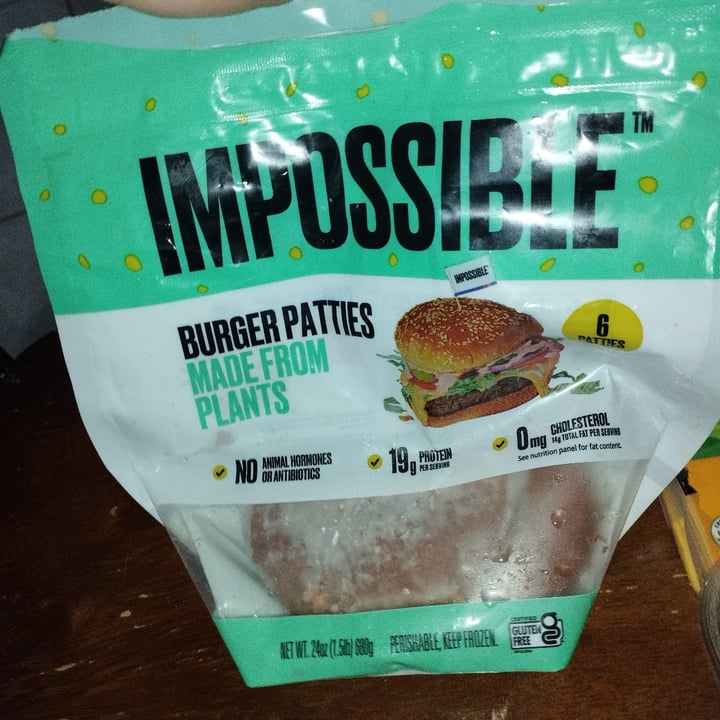 IMPOSSIBLE™
IMPOSSIBLE
BURGER PATTIES
MADE FROM
PLANTS
6
PATTIES
NO ANIMAL HORMONES
OR ANTIBIOTICS
19g PROTEIN
PER SERVING
0mg CHOLESTEROL
14g TOTAL FAT PER SERVING
See nutrition panel for fat content.
NET WT. 24oz (1.5lb) 680g
PERISHABLE, KEEP FROZEN.
CERTIFIED
GLUTEN
FREE